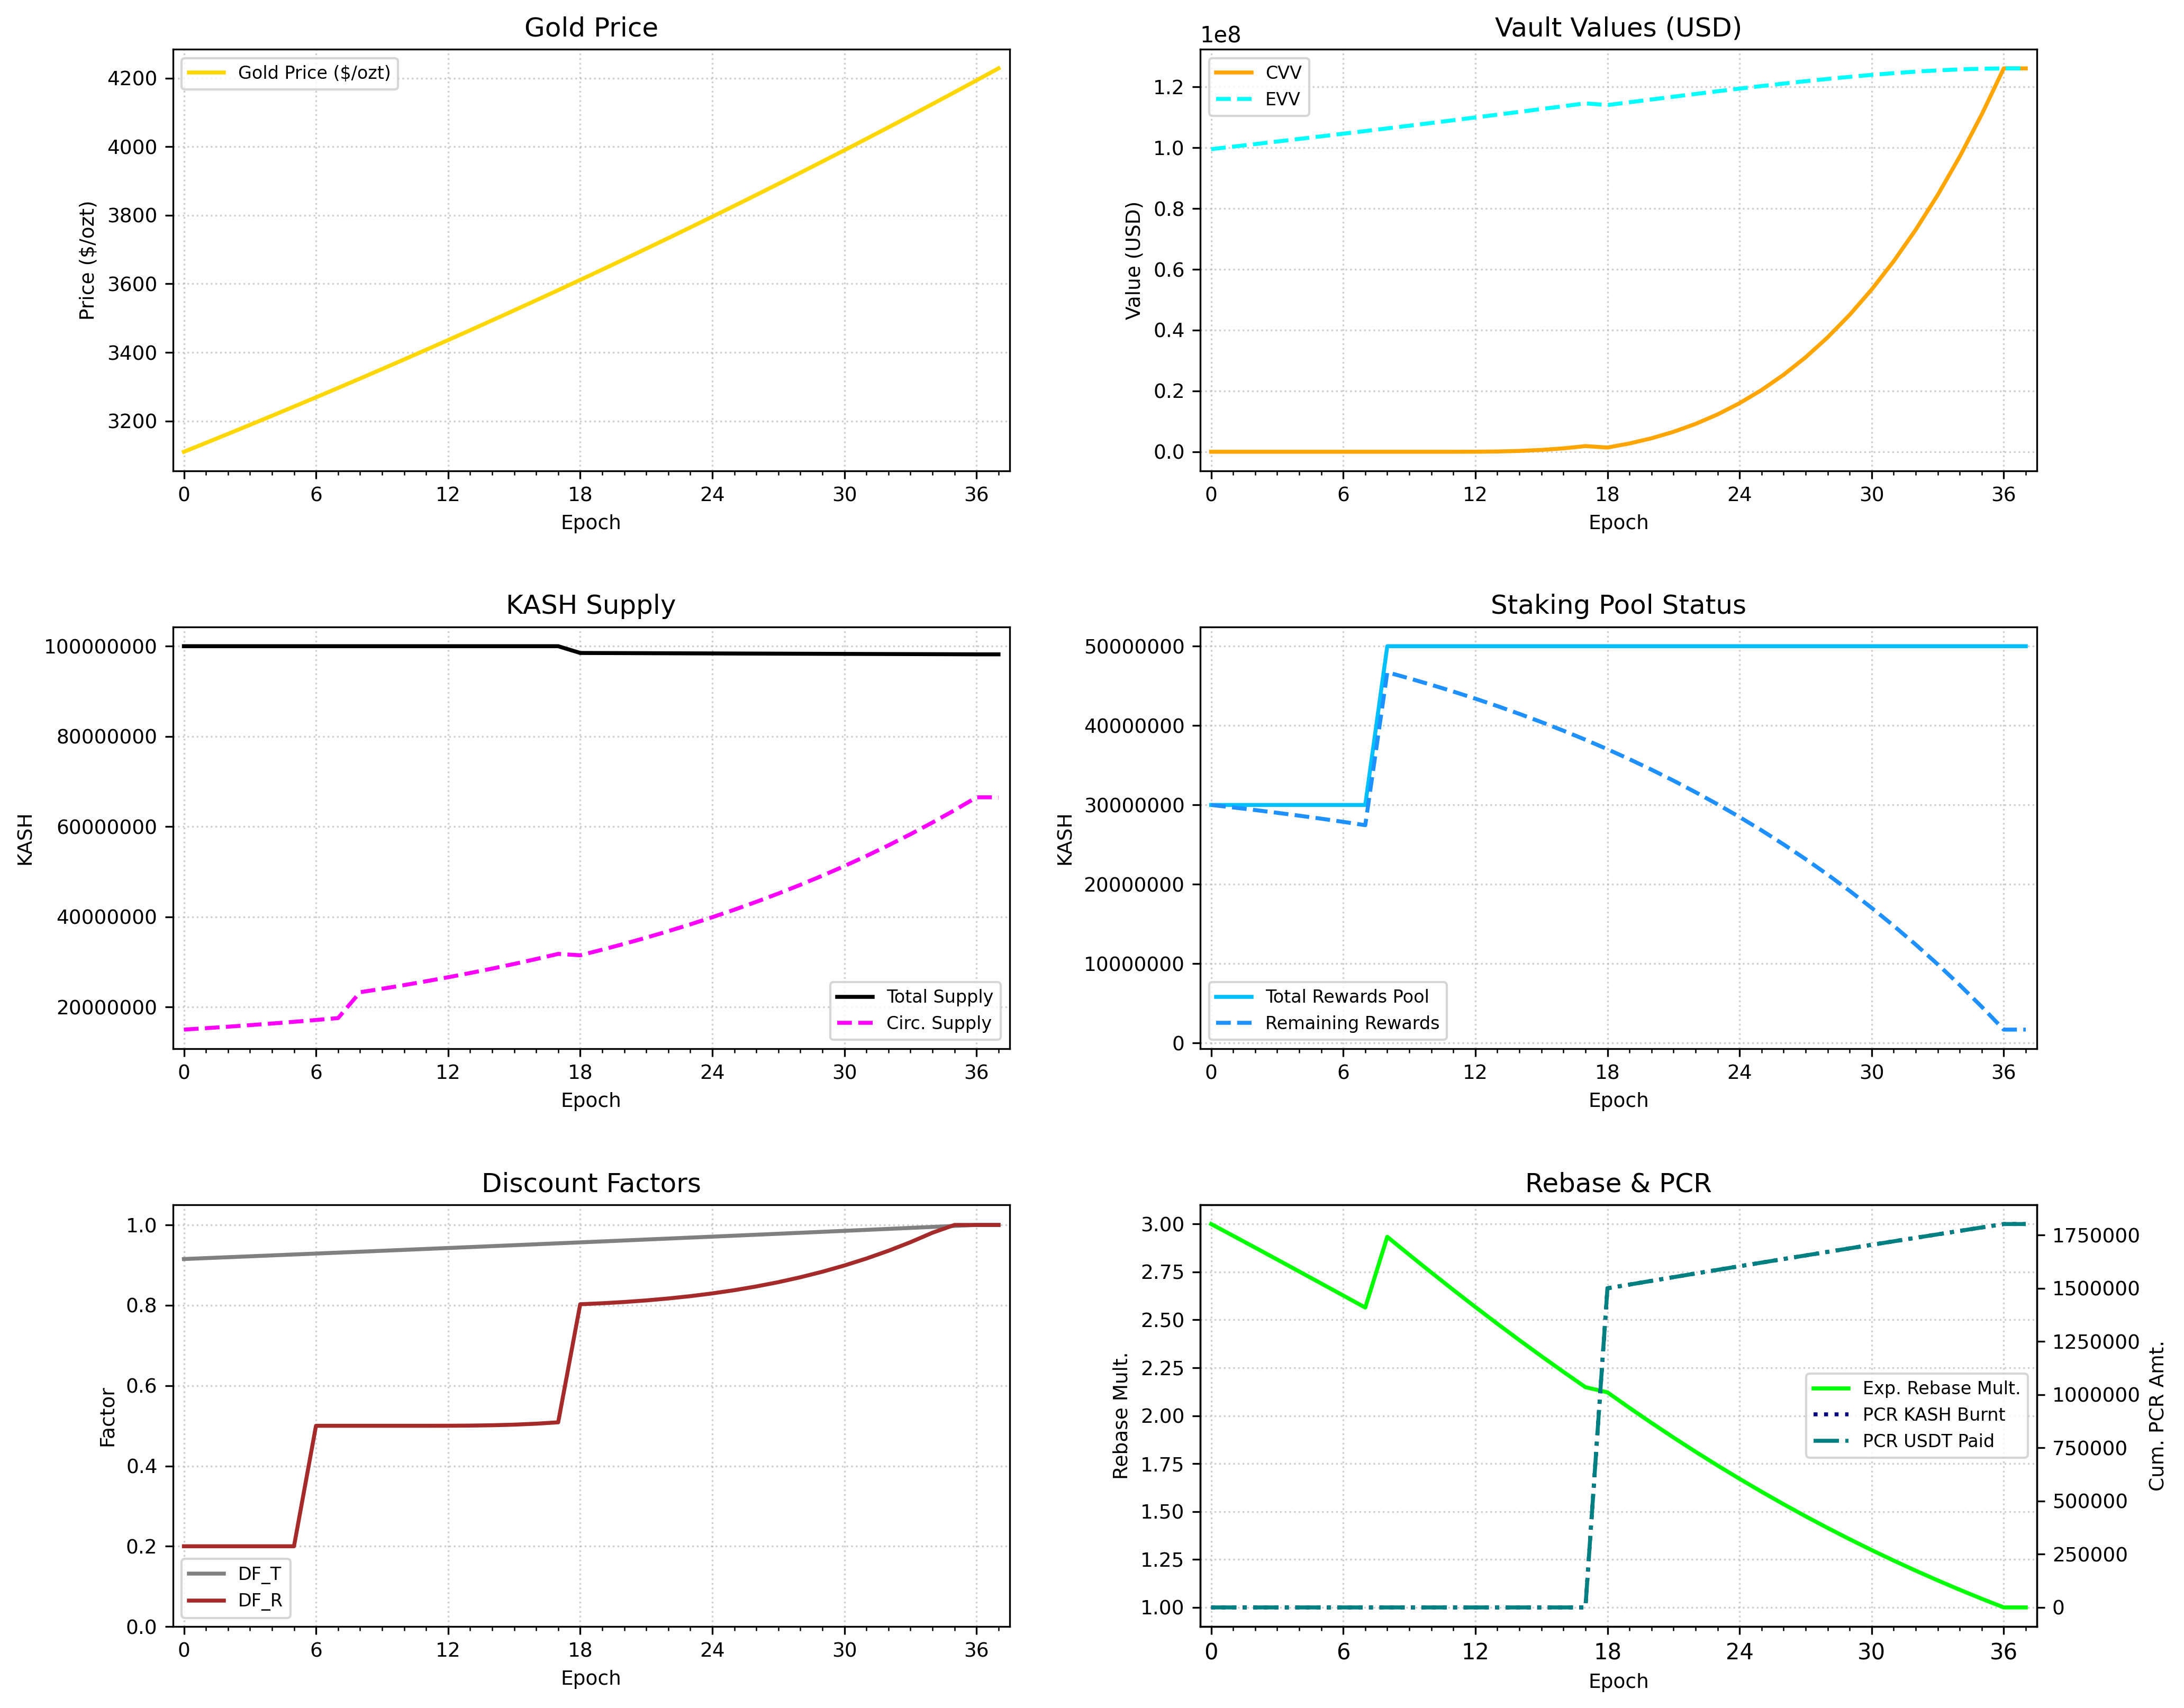 Gold Price
Gold Price ($/ozt)
Price ($/ozt)
4200
4000
3800
3600
3400
3200
0 6 12 18 24 30 36
Epoch
Vault Values (USD)
1e8
CVV
EVV
Value (USD)
1.2
1.0
0.8
0.6
0.4
0.2
0.0
0 6 12 18 24 30 36
Epoch
KASH Supply
KASH
100000000
80000000
60000000
40000000
20000000
Total Supply
Circ. Supply
0 6 12 18 24 30 36
Epoch
Staking Pool Status
KASH
50000000
40000000
30000000
20000000
10000000
0
Total Rewards Pool
Remaining Rewards
0 6 12 18 24 30 36
Epoch
Discount Factors
Factor
1.0
0.8
0.6
0.4
0.2
0.0
DF_T
DF_R
0 6 12 18 24 30 36
Epoch
Rebase & PCR
Rebase Mult.
3.00
2.75
2.50
2.25
2.00
1.75
1.50
1.25
1.00
Exp. Rebase Mult.
PCR KASH Burnt
PCR USDT Paid
1750000
1500000
1250000
1000000
750000
500000
250000
0
Cum. PCR Amt.
0 6 12 18 24 30 36
Epoch